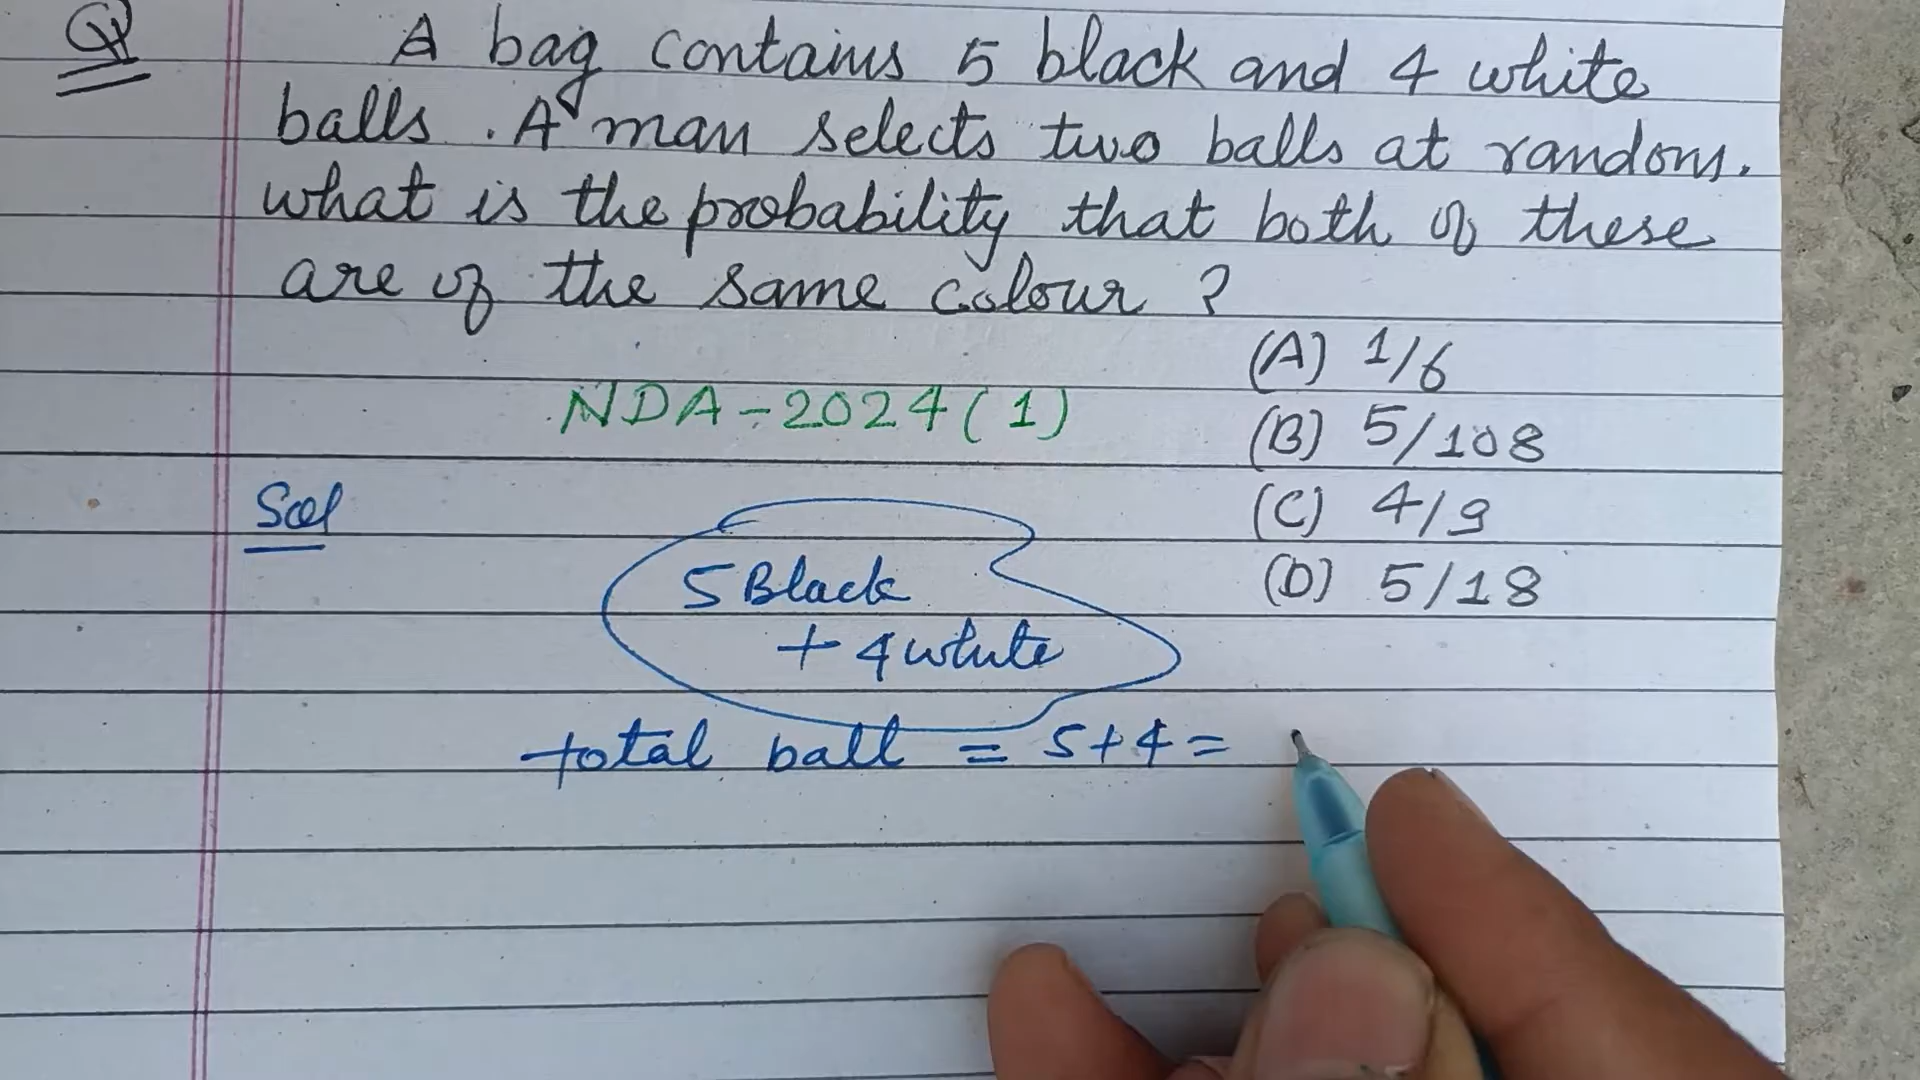 Q
A bag contains 5 black and 4 white
balls. A man selects two balls at random.
what is the probability that both of these
are of the same colour ?
(A) 1/6
NDA-2024(1)
(B) 5/108
(C) 4/9
Sol
(D) 5/18
5 Black
+ 4 white
total ball = 5+4=